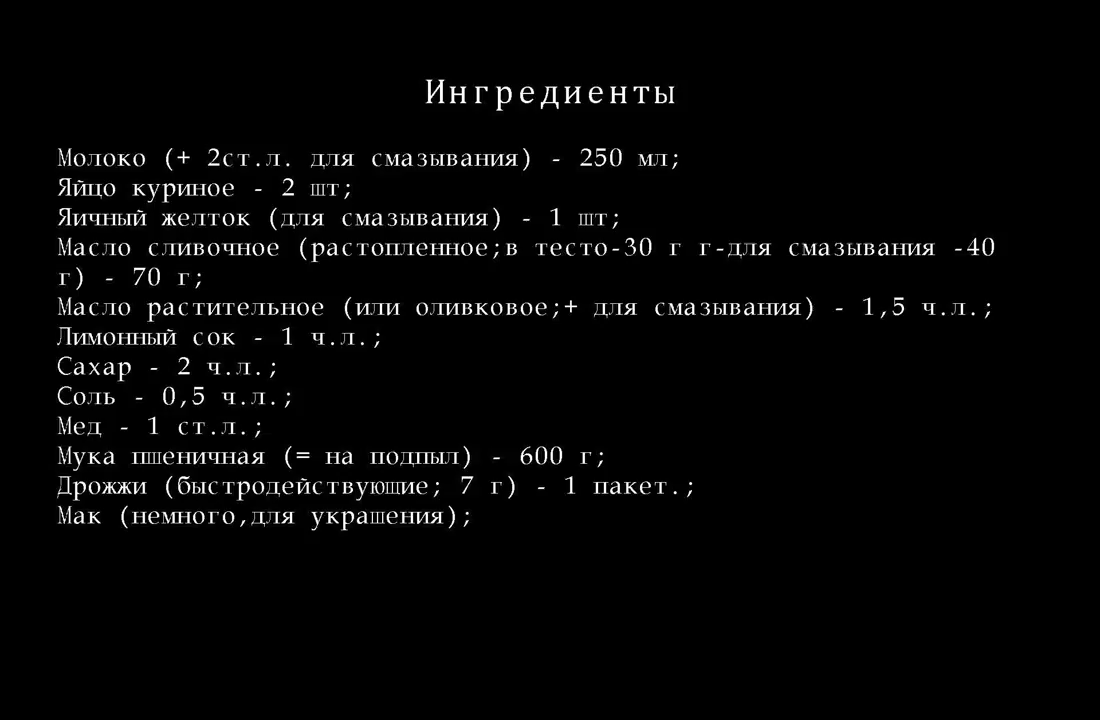 Ингредиенты
Молоко (+ 2ст.л. для смазывания) - 250 мл;
Яйцо куриное - 2 шт;
Яичный желток (для смазывания) - 1 шт;
Масло сливочное (растопленное;в тесто-30 г г-для смазывания -40
г) - 70 г;
Масло растительное (или оливковое;+ для смазывания) - 1,5 ч.л.;
Лимонный сок - 1 ч.л.;
Сахар - 2 ч.л.;
Соль - 0,5 ч.л.;
Мед - 1 ст.л.;
Мука пшеничная (= на подпыл) - 600 г;
Дрожжи (быстродействующие; 7 г) - 1 пакет.;
Мак (немного,для украшения);